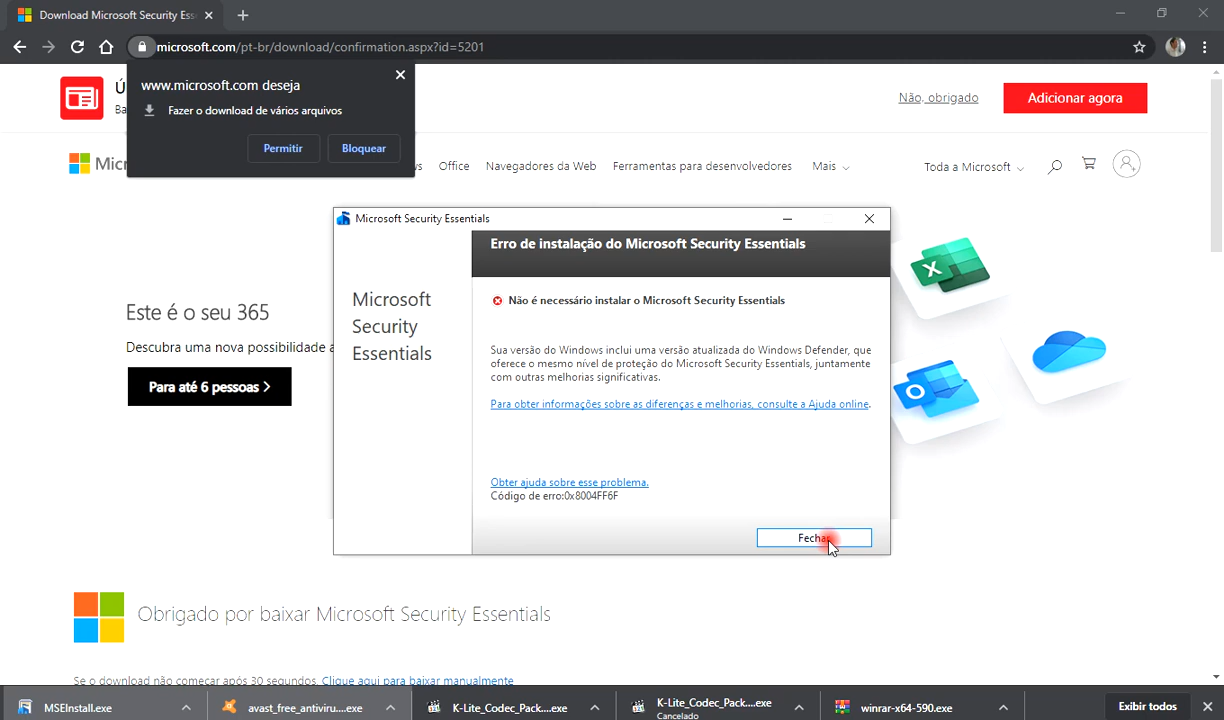 Download Microsoft Security Ess
microsoft.com/pt-br/download/confirmation.aspx?id=5201
www.microsoft.com deseja
Fazer o download de vários arquivos
Permitir
Bloquear
Não, obrigado
Adicionar agora
Office
Navegadores da Web
Ferramentas para desenvolvedores
Mais
Toda a Microsoft
Microsoft Security Essentials
Erro de instalação do Microsoft Security Essentials
Microsoft
Security
Essentials
Não é necessário instalar o Microsoft Security Essentials
Sua versão do Windows inclui uma versão atualizada do Windows Defender, que
oferece o mesmo nível de proteção do Microsoft Security Essentials, juntamente
com outras melhorias significativas.
Para obter informações sobre as diferenças e melhorias, consulte a Ajuda online.
Obter ajuda sobre esse problema.
Código de erro:0x8004FF6F
Fechar
Este é o seu 365
Descubra uma nova possibilidade a
Para até 6 pessoas >
Obrigado por baixar Microsoft Security Essentials
Se o download não começar após 30 segundos, Clique aqui para baixar manualmente
MSEInstall.exe
avast_free_antiviru....exe
K-Lite_Codec_Pack....exe
K-Lite_Codec_Pack....exe
Cancelado
winrar-x64-590.exe
Exibir todos